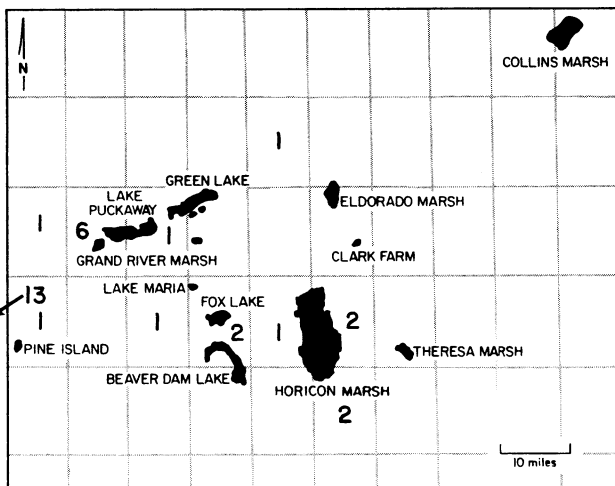 N
COLLINS MARSH
1
GREEN LAKE
LAKE
PUCKAWAY
ELDORADO MARSH
1
6
1
GRAND RIVER MARSH
CLARK FARM
13
LAKE MARIA
FOX LAKE
1
1
2
1
2
PINE ISLAND
THERESA MARSH
BEAVER DAM LAKE
HORICON MARSH
2
10 miles